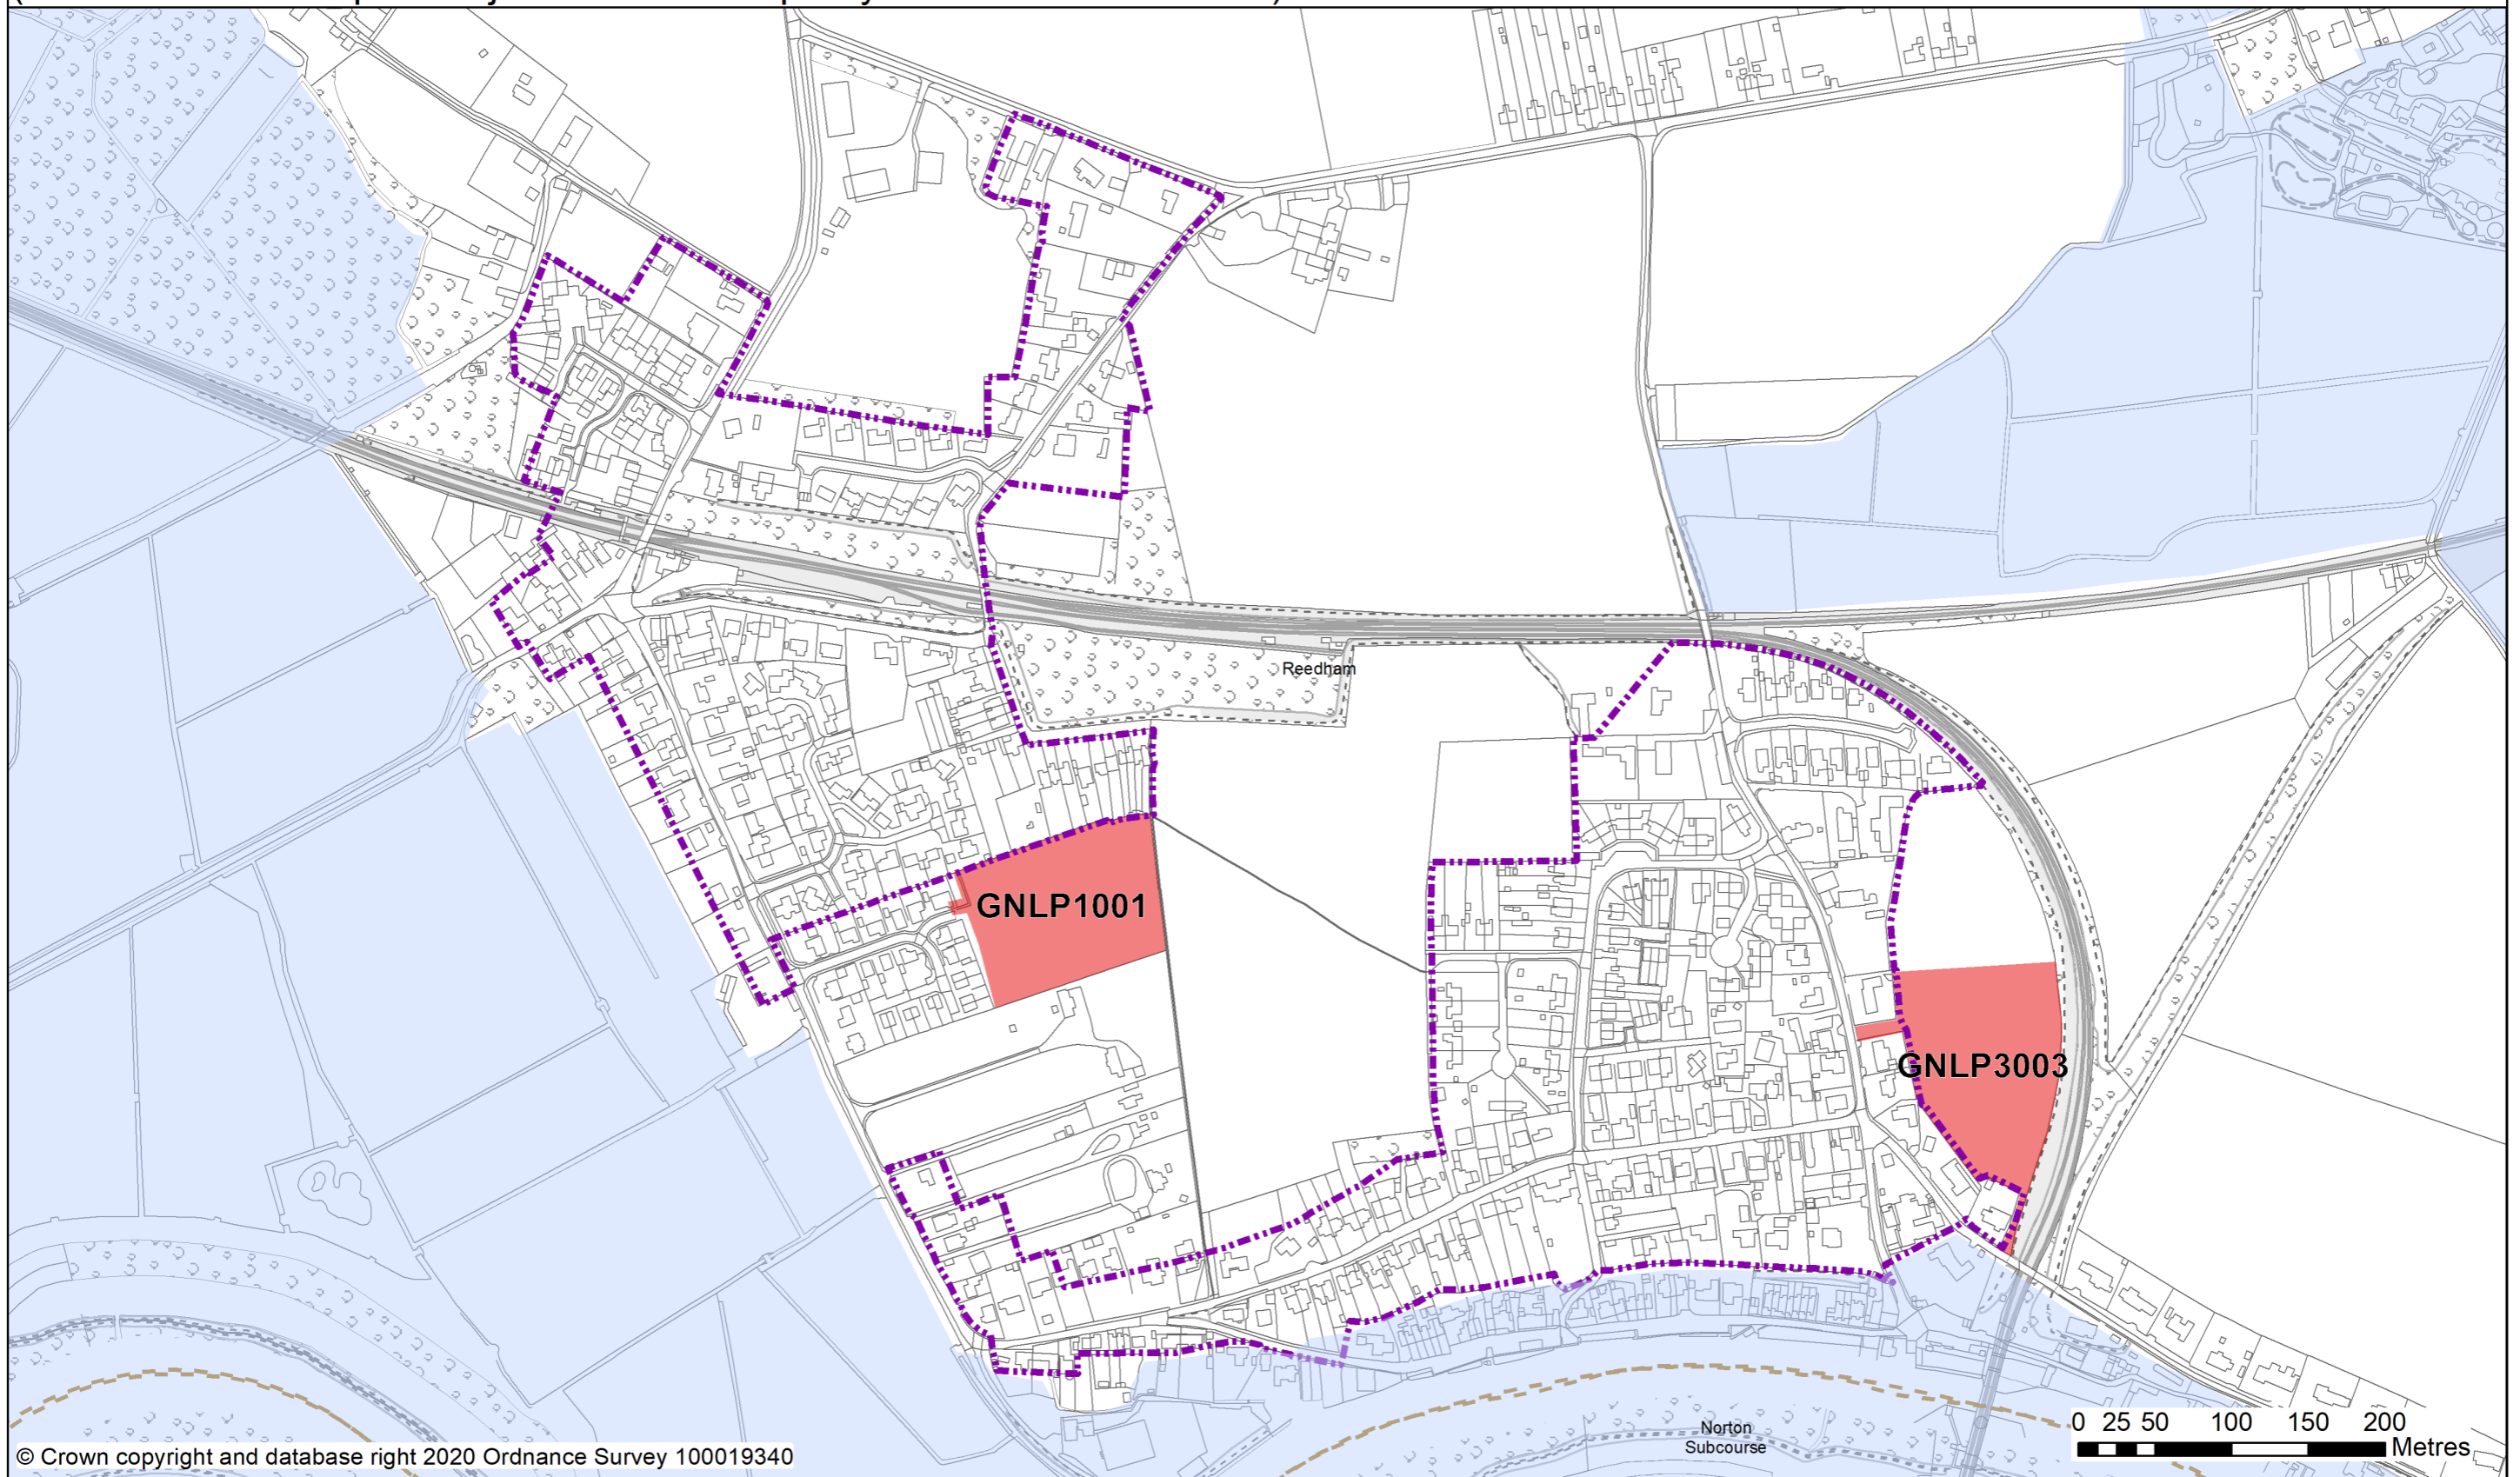 Reedham
GNLP1001
GNLP3003
Norton
Subcourse
0 25 50 100 150 200
Metres
© Crown copyright and database right 2020 Ordnance Survey 100019340